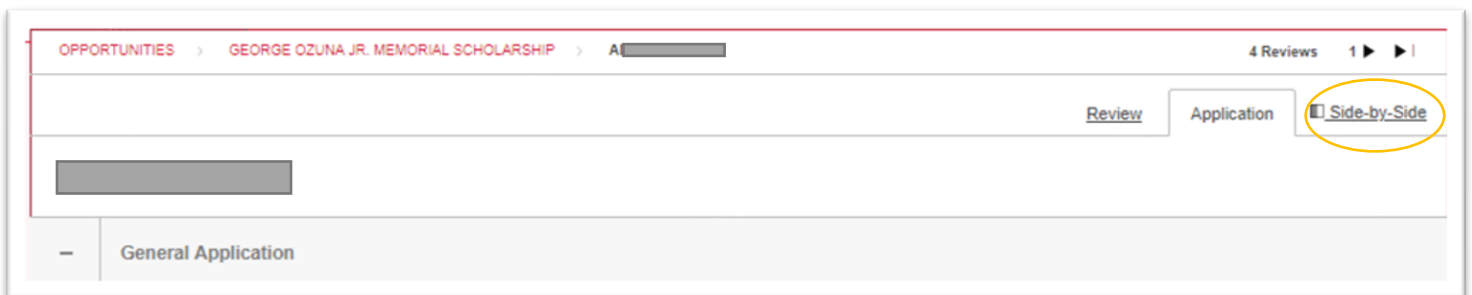 OPPORTUNITIES > GEORGE OZUNA JR. MEMORIAL SCHOLARSHIP > 4 Reviews 1
Review Application Side-by-Side
− General Application